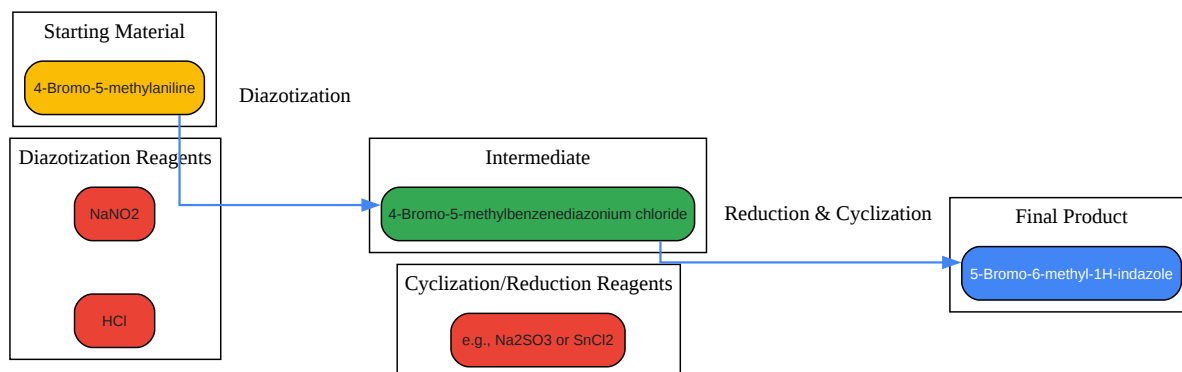 Starting Material
4-Bromo-5-methylaniline
Diazotization
Diazotization Reagents
NaNO2
HCl
Intermediate
4-Bromo-5-methylbenzenediazonium chloride
Reduction & Cyclization
Cyclization/Reduction Reagents
e.g., Na2SO3 or SnCl2
Final Product
5-Bromo-6-methyl-1H-indazole